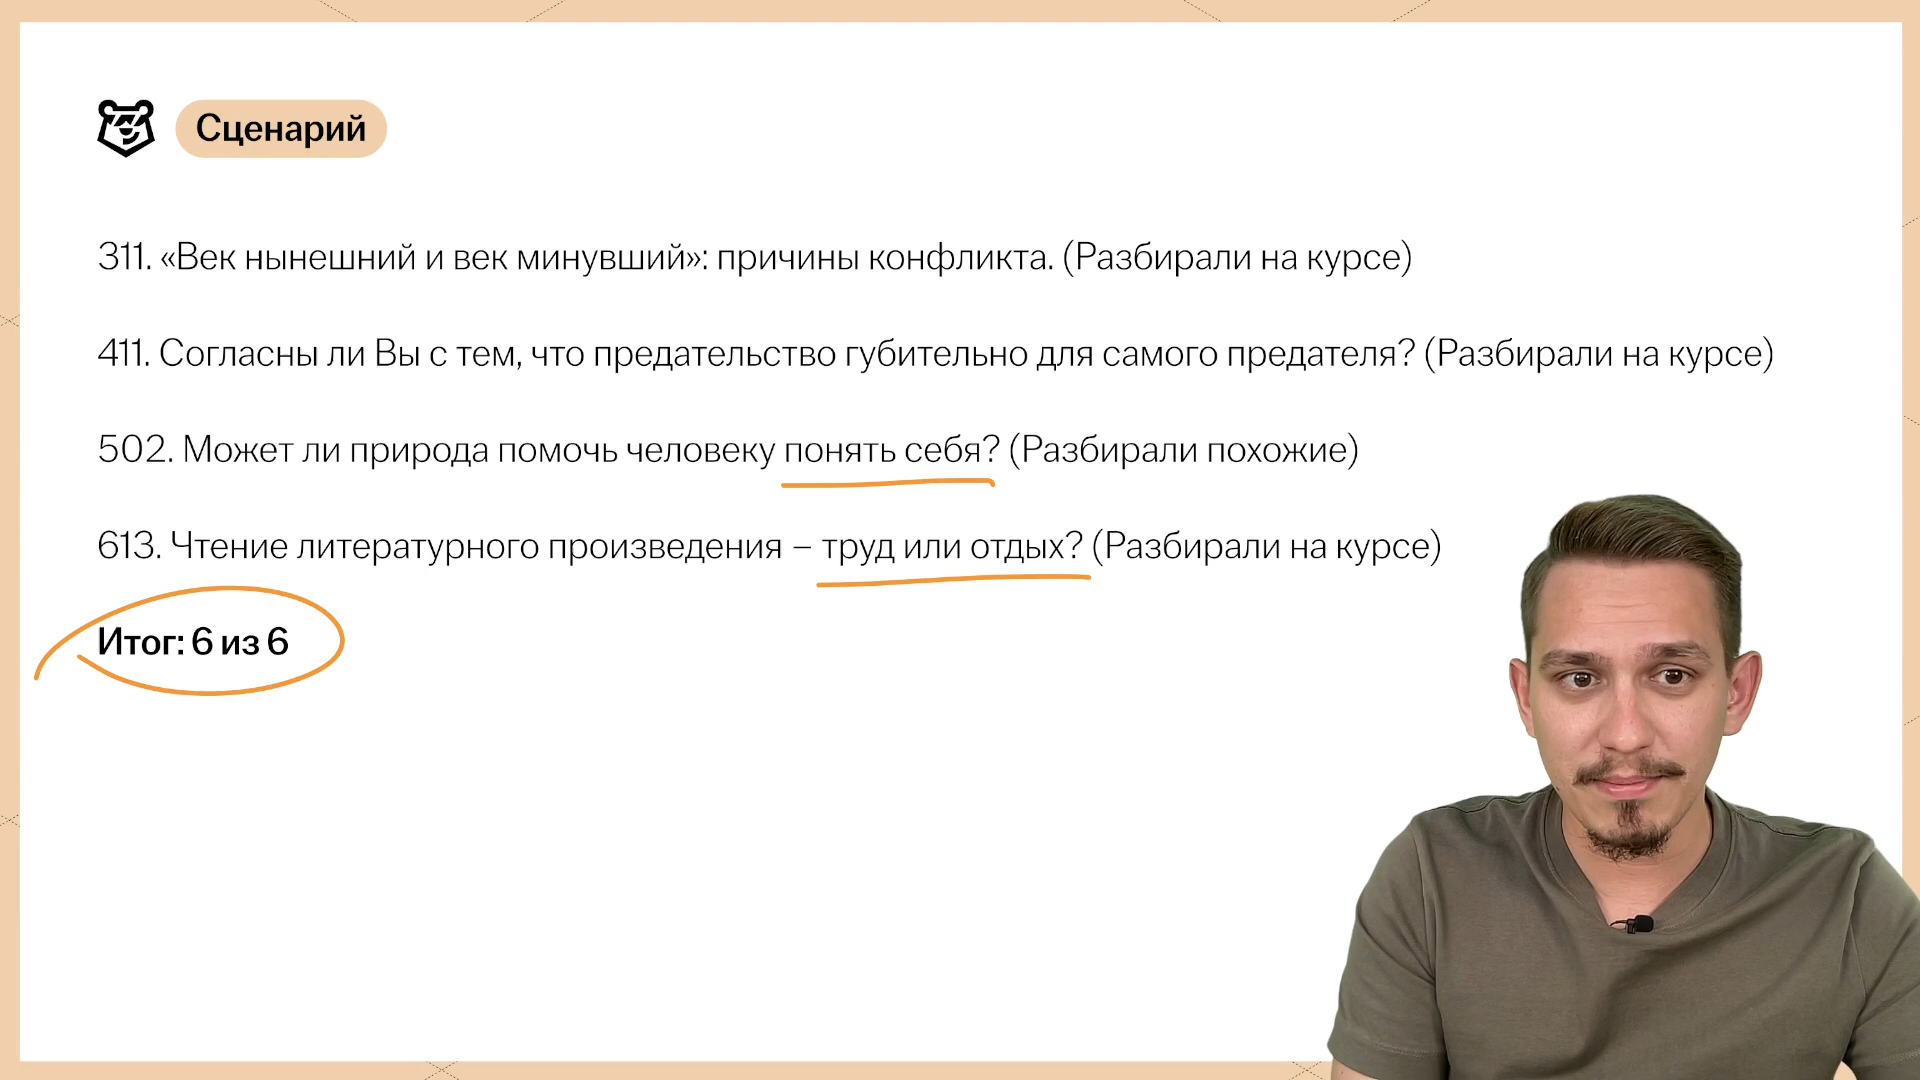 Сценарий
311. «Век нынешний и век минувший»: причины конфликта. (Разбирали на курсе)
411. Согласны ли Вы с тем, что предательство губительно для самого предателя? (Разбирали на курсе)
502. Может ли природа помочь человеку понять себя? (Разбирали похожие)
613. Чтение литературного произведения – труд или отдых? (Разбирали на курсе)
Итог: 6 из 6